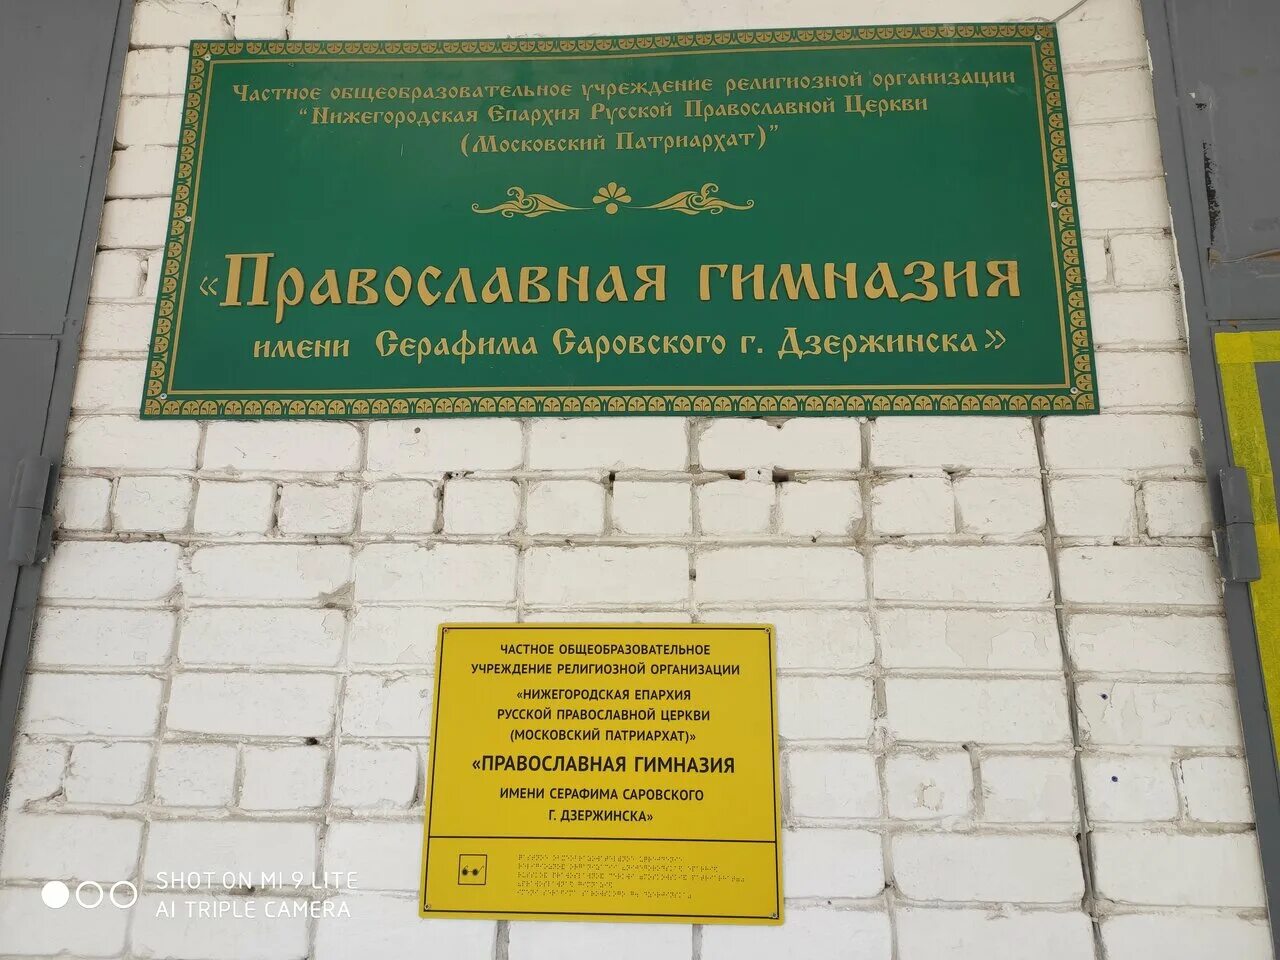 Частное общеобразовательное учреждение религиозной организации
"Нижегородская Епархия Русской Православной Церкви
(Московский Патриархат)"
«Православная гимназия
имени Серафима Саровского г. Дзержинска»
ЧАСТНОЕ ОБЩЕОБРАЗОВАТЕЛЬНОЕ
УЧРЕЖДЕНИЕ РЕЛИГИОЗНОЙ ОРГАНИЗАЦИИ
«НИЖЕГОРОДСКАЯ ЕПАРХИЯ
РУССКОЙ ПРАВОСЛАВНОЙ ЦЕРКВИ
(МОСКОВСКИЙ ПАТРИАРХАТ)»
«ПРАВОСЛАВНАЯ ГИМНАЗИЯ
ИМЕНИ СЕРАФИМА САРОВСКОГО
Г. ДЗЕРЖИНСКА»
SHOT ON MI 9 LITE
AI TRIPLE CAMERA